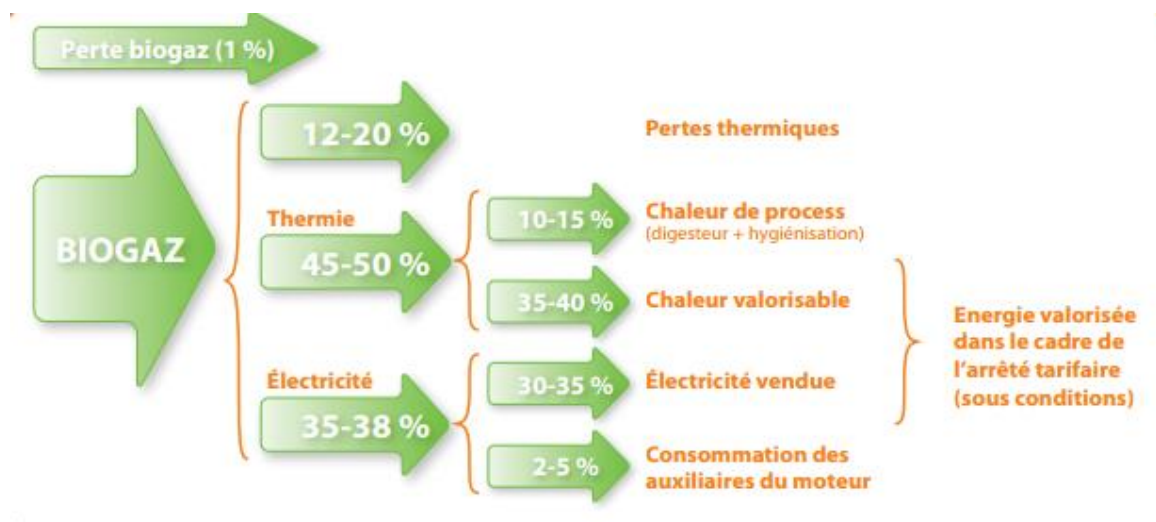 Perte biogaz (1 %)
12-20 %
Pertes thermiques
BIOGAZ
Thermie
45-50 %
10-15 %
Chaleur de process
(digesteur + hygiénisation)
35-40 %
Chaleur valorisable
Électricité
35-38 %
30-35 %
Électricité vendue
2-5 %
Consommation des
auxiliaires du moteur
Energie valorisée
dans le cadre de
l'arrêté tarifaire
(sous conditions)